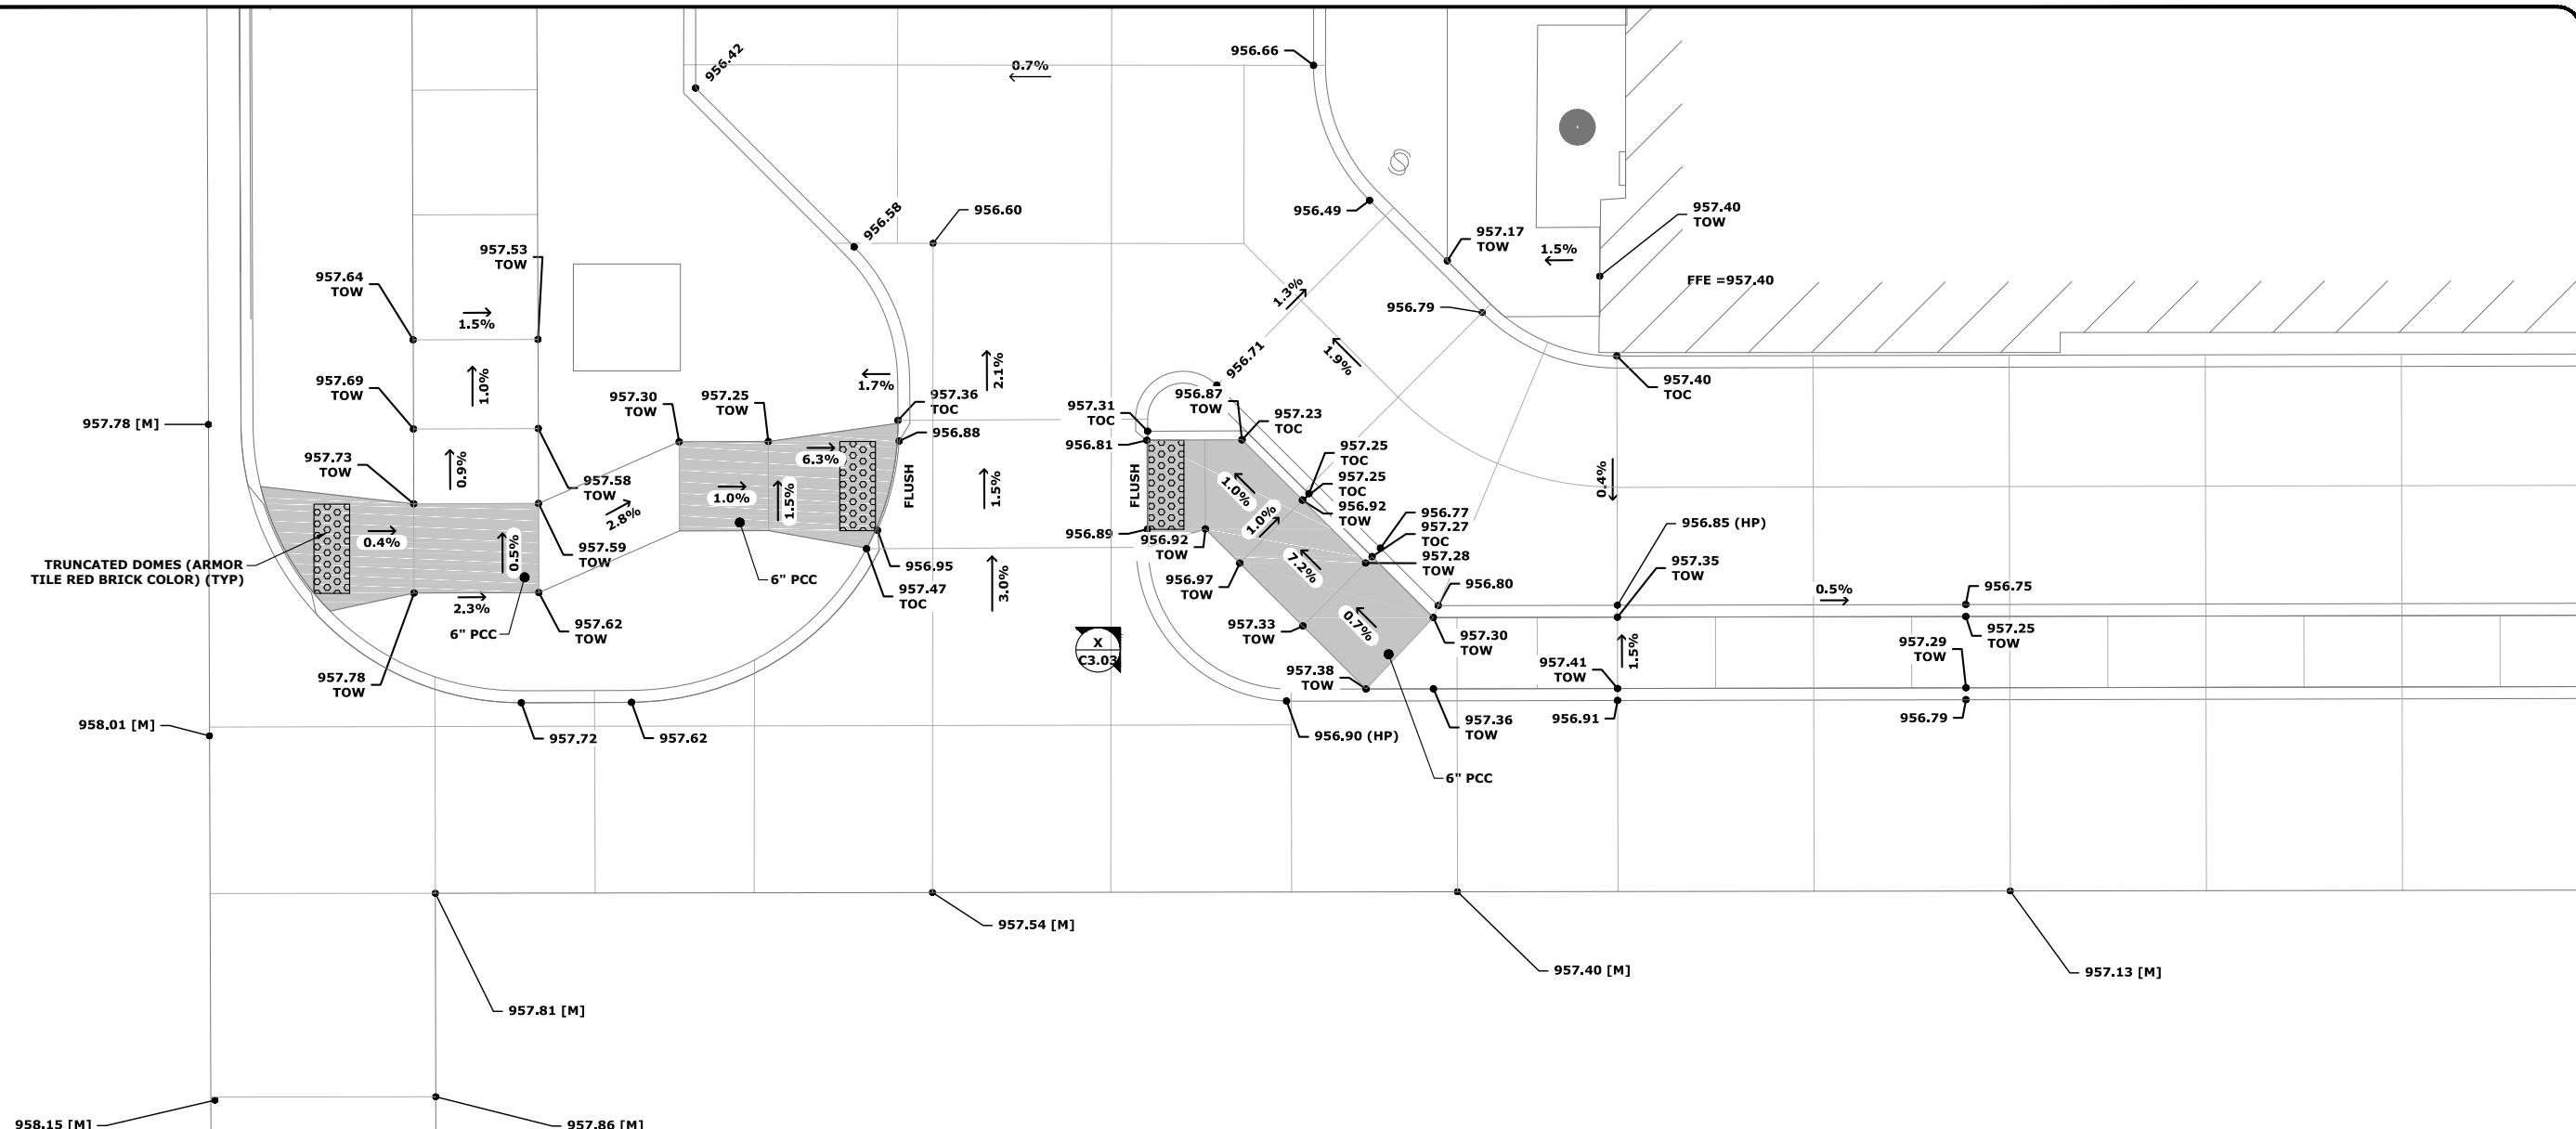 956.42
0.7%
956.66
956.58
956.60
956.49
957.40
TOW
957.17
TOW
1.5%
FFE =957.40
957.53
TOW
957.64
TOW
1.5%
1.3%
956.79
1.9%
956.71
2.1%
1.7%
957.69
TOW
1.0%
957.30
TOW
957.25
TOW
957.36
TOC
956.88
957.31
TOC
956.87
TOW
957.23
TOC
957.40
TOC
957.78 [M]
956.81
957.73
TOW
0.9%
957.58
TOW
2.8%
6.3%
1.0%
1.5%
FLUSH
1.5%
FLUSH
1.0%
957.25
TOC
957.25
TOC
956.92
TOW
0.4%
956.85 (HP)
0.4%
0.5%
957.59
TOW
TRUNCATED DOMES (ARMOR
TILE RED BRICK COLOR) (TYP)
6" PCC
956.95
957.47
TOC
3.0%
956.89
956.92
TOW
1.0%
956.77
957.27
TOC
957.28
TOW
7.2%
956.97
TOW
956.80
957.35
TOW
0.5%
956.75
2.3%
6" PCC
957.62
TOW
X
C3.03
957.33
TOW
0.7%
957.30
TOW
1.5%
957.25
TOW
957.29
TOW
957.78
TOW
957.38
TOW
957.41
TOW
958.01 [M]
957.72
957.62
956.90 (HP)
957.36
TOW
956.91
956.79
6" PCC
957.54 [M]
957.40 [M]
957.13 [M]
957.81 [M]
958.15 [M]
957.86 [M]